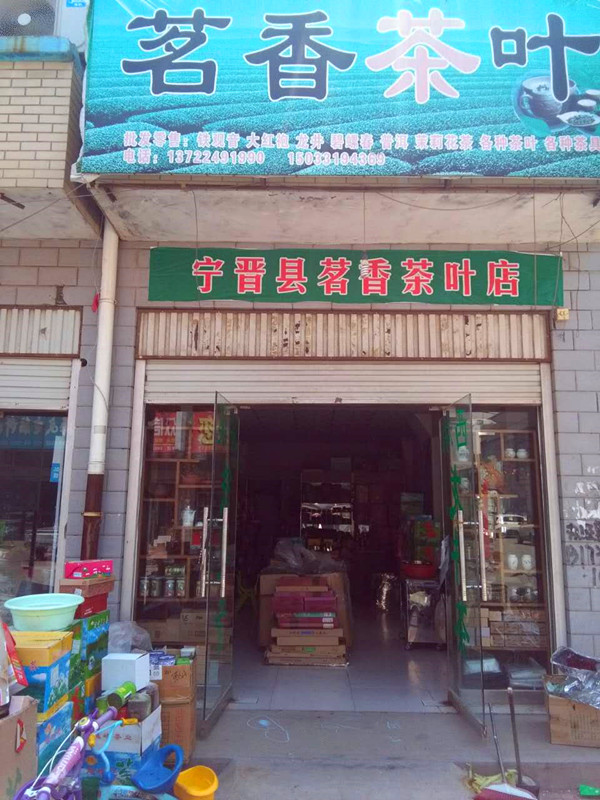 茗香茶叶
批发零售：铁观音 大红袍 龙井 碧螺春 普洱 茉莉花茶 各种茶叶 各种茶具
电话：13722491990 15033194389
宁晋县茗香茶叶店